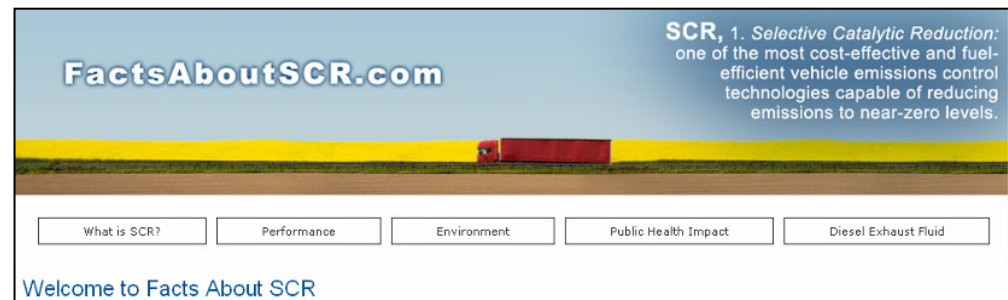 SCR, 1. Selective Catalytic Reduction:
one of the most cost-effective and fuel-
efficient vehicle emissions control
technologies capable of reducing
emissions to near-zero levels.
FactsAboutSCR.com
What is SCR?
Performance
Environment
Public Health Impact
Diesel Exhaust Fluid
Welcome to Facts About SCR